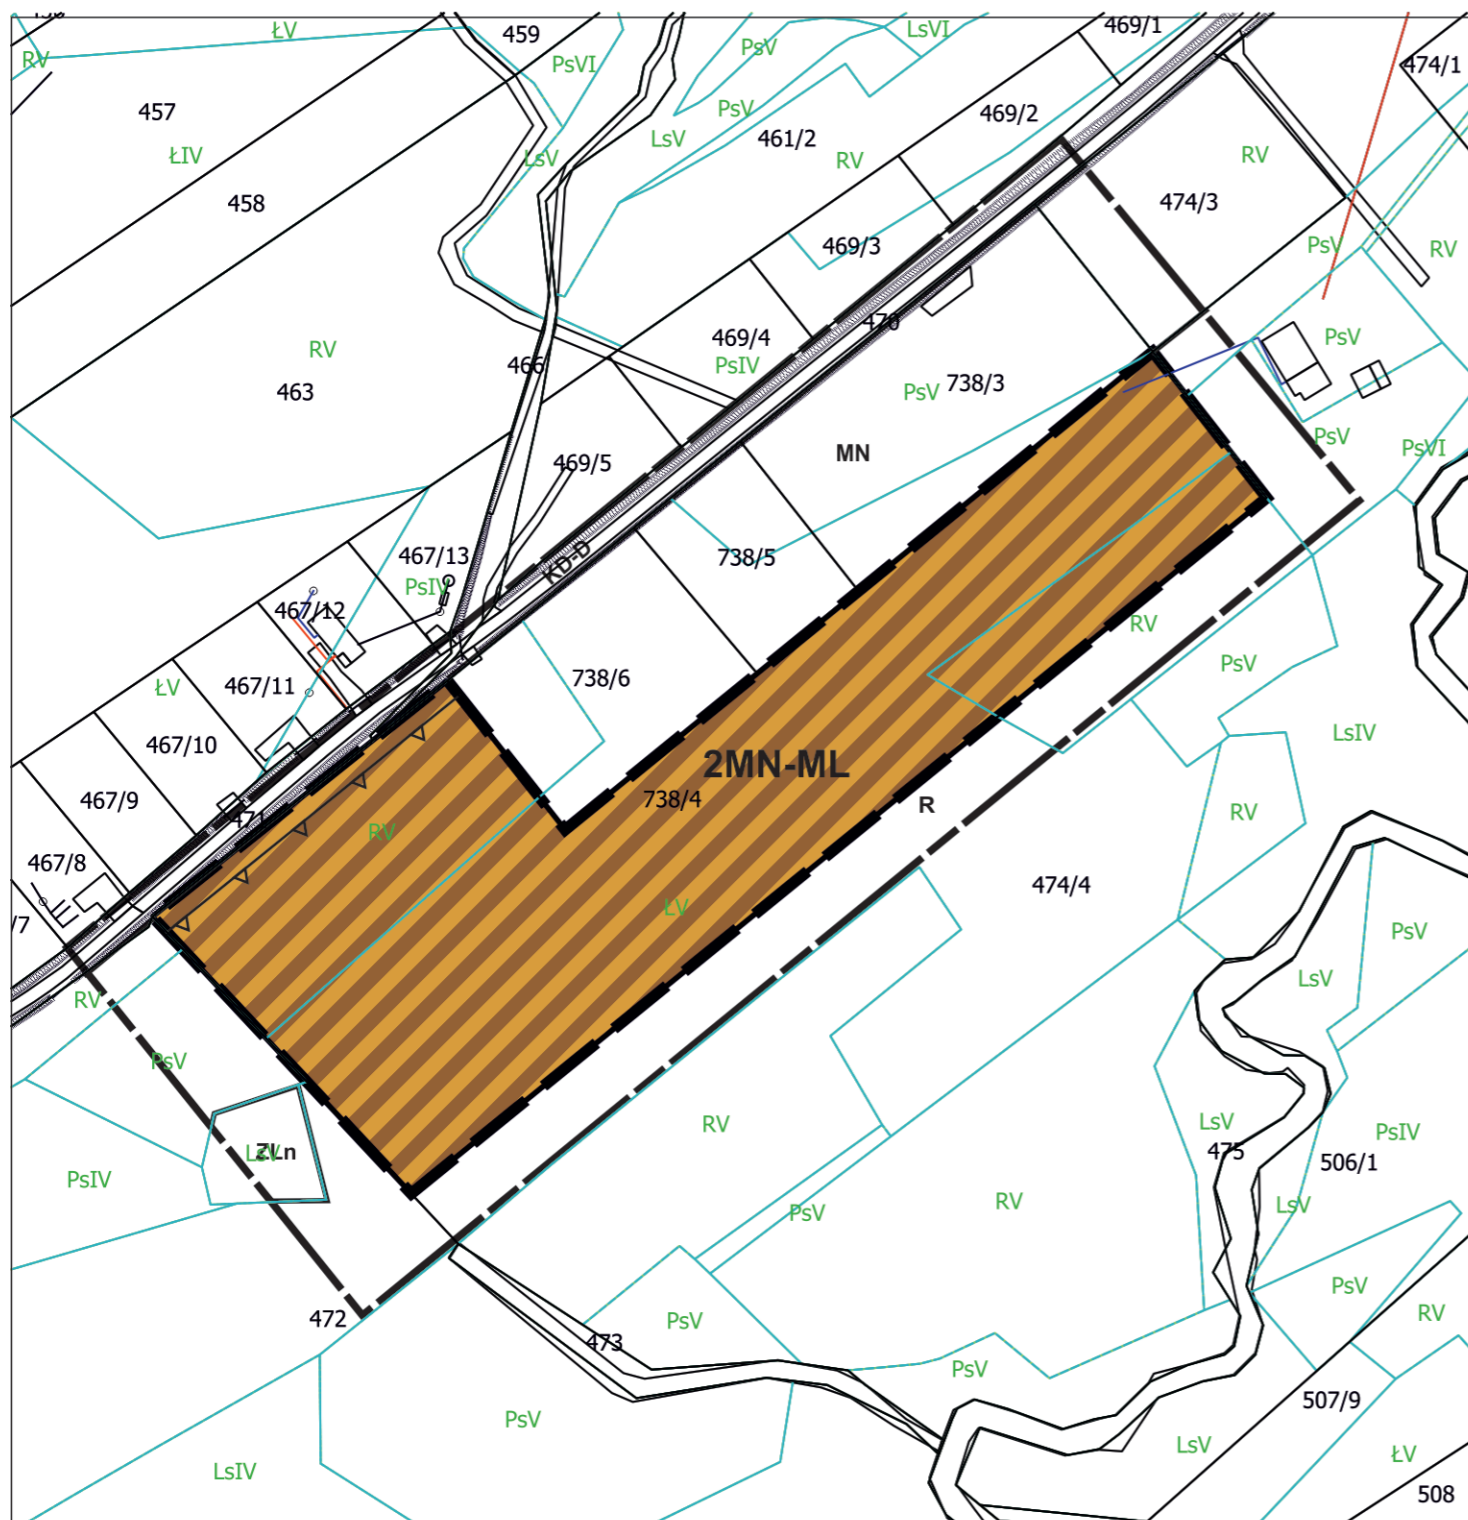 459
469/1
ŁV
LsVI
RV
PsV
PsVI
474/1
457
PsV
469/2
LsV
461/2
ŁIV
LsV
RV
RV
458
474/3
469/3
PsV
RV
470
469/4
PsV
RV
466
PsIV
463
PsV
738/3
PsV
PsVI
MN
469/5
467/13
KD-D
738/5
PsIV
467/12
RV
PsV
738/6
ŁV
467/11
LsIV
467/10
2MN-ML
467/9
738/4
R
RV
471
RV
467/8
474/4
ŁV
/7
PsV
LsV
RV
PsV
RV
LsV
PsIV
ZLn
LsV
475
506/1
PsIV
RV
LsV
PsV
PsV
RV
472
PsV
473
PsV
507/9
PsV
LsV
ŁV
LsIV
508